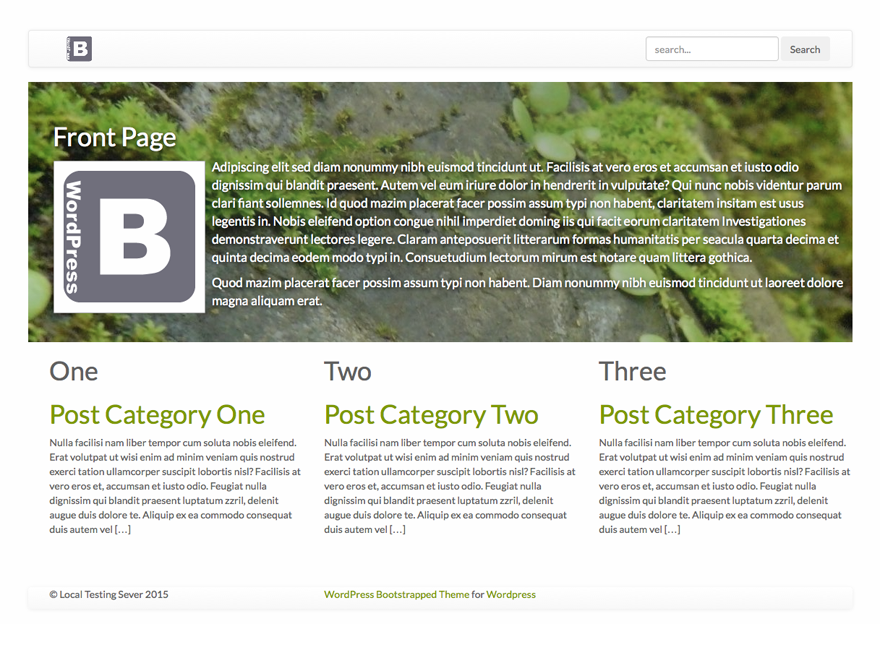 B
search...
Search
Front Page
WordPress
B
Adipiscing elit sed diam nonummy nibh euismod tincidunt ut. Facilisis at vero eros et accumsan et iusto odio
dignissim qui blandit praesent. Autem vel eum iriure dolor in hendrerit in vulputate? Qui nunc nobis videntur parum
clari fiant sollemnes. Id quod mazim placerat facer possim assum typi non habent, claritatem insitam est usus
legentis in. Nobis eleifend option congue nihil imperdiet doming iis qui facit eorum claritatem Investigationes
demonstraverunt lectores legere. Claram anteposuerit litterarum formas humanitatis per seacula quarta decima et
quinta decima eodem modo typi in. Consuetudium lectorum mirum est notare quam littera gothica.
Quod mazim placerat facer possim assum typi non habent. Diam nonummy nibh euismod tincidunt ut laoreet dolore
magna aliquam erat.
One
Post Category One
Nulla facilisi nam liber tempor cum soluta nobis eleifend.
Erat volutpat ut wisi enim ad minim veniam quis nostrud
exerci tation ullamcorper suscipit lobortis nisl? Facilisis at
vero eros et, accumsan et iusto odio. Feugiat nulla
dignissim qui blandit praesent luptatum zzril, delenit
augue duis dolore te. Aliquip ex ea commodo consequat
duis autem vel […]
Two
Post Category Two
Nulla facilisi nam liber tempor cum soluta nobis eleifend.
Erat volutpat ut wisi enim ad minim veniam quis nostrud
exerci tation ullamcorper suscipit lobortis nisl? Facilisis at
vero eros et, accumsan et iusto odio. Feugiat nulla
dignissim qui blandit praesent luptatum zzril, delenit
augue duis dolore te. Aliquip ex ea commodo consequat
duis autem vel […]
Three
Post Category Three
Nulla facilisi nam liber tempor cum soluta nobis eleifend.
Erat volutpat ut wisi enim ad minim veniam quis nostrud
exerci tation ullamcorper suscipit lobortis nisl? Facilisis at
vero eros et, accumsan et iusto odio. Feugiat nulla
dignissim qui blandit praesent luptatum zzril, delenit
augue duis dolore te. Aliquip ex ea commodo consequat
duis autem vel […]
© Local Testing Sever 2015
WordPress Bootstrapped Theme for Wordpress